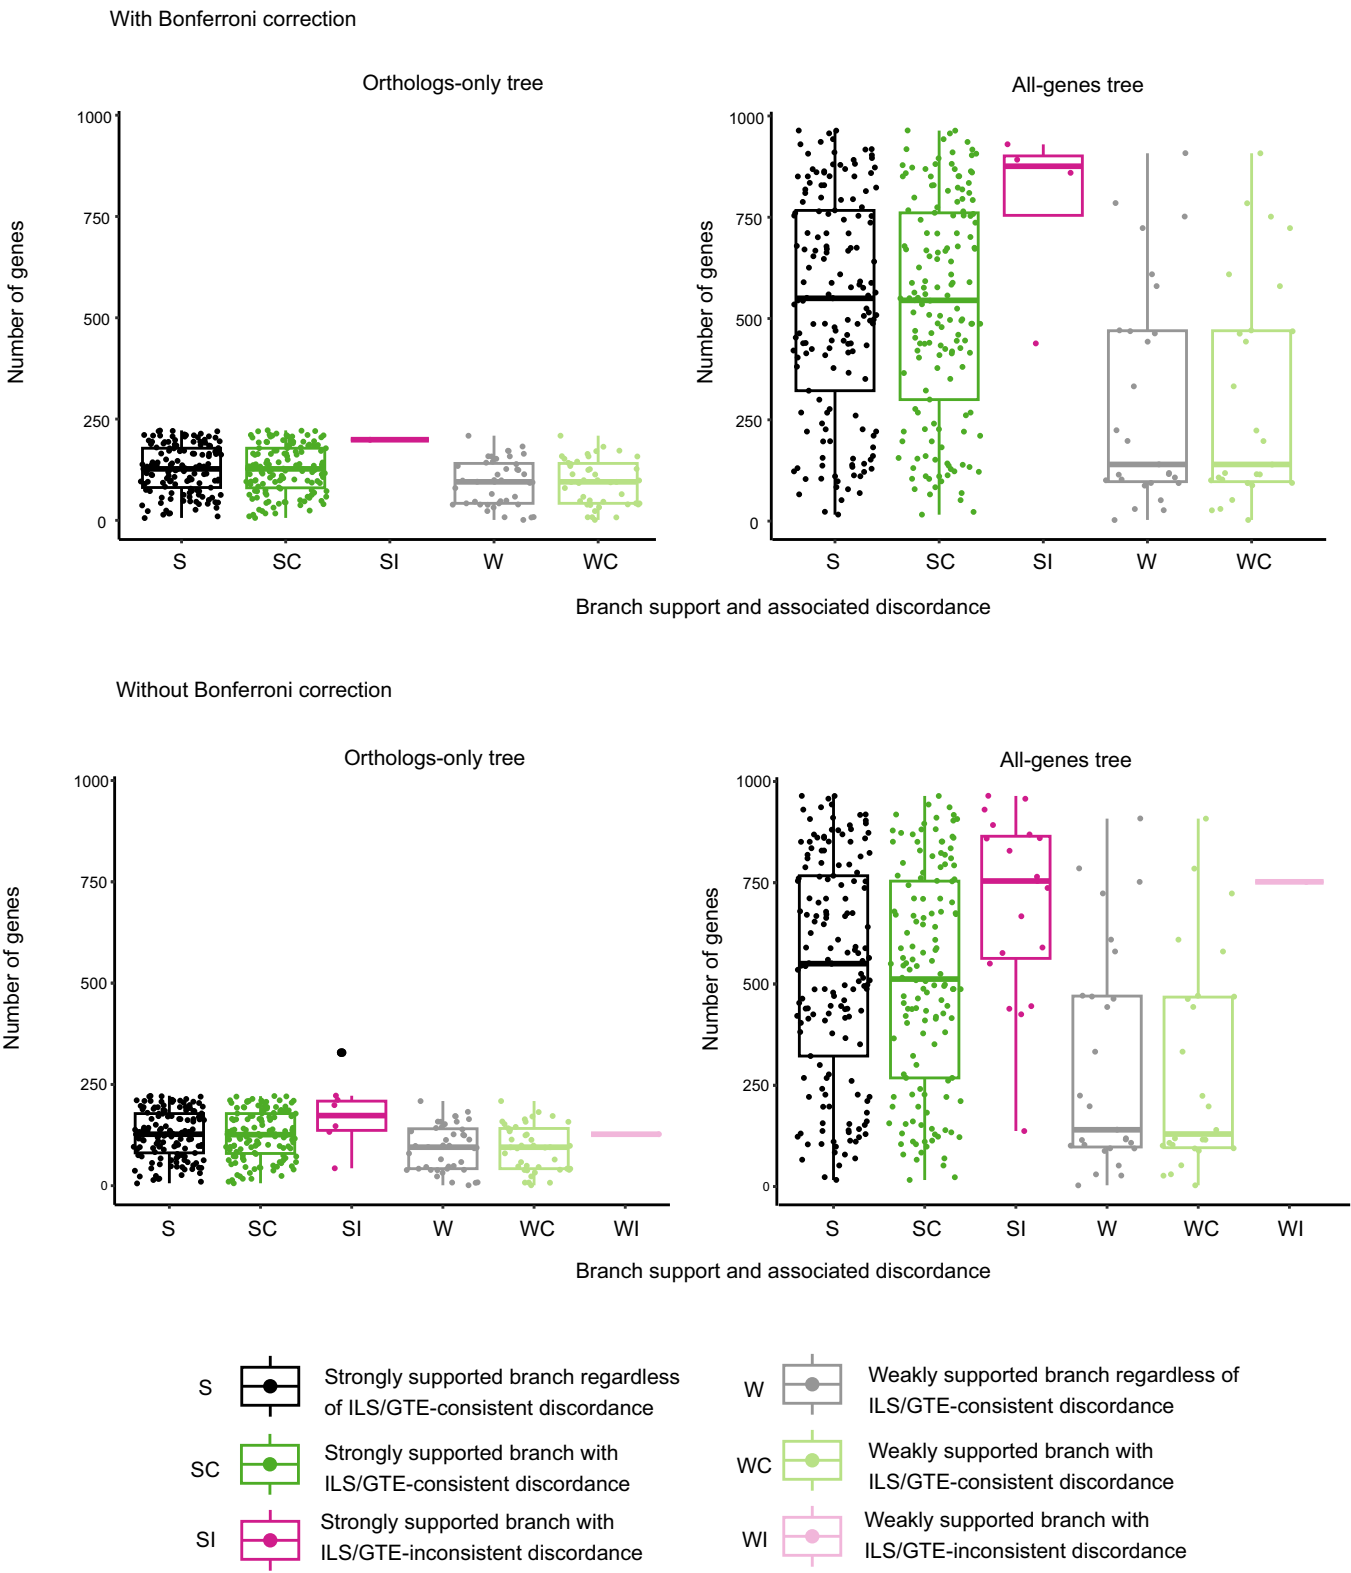 With Bonferroni correction
Orthologs-only tree
All-genes tree
Number of genes
1000
750
500
250
0
S SC SI W WC
Number of genes
1000
750
500
250
0
S SC SI W WC
Branch support and associated discordance
Without Bonferroni correction
Orthologs-only tree
All-genes tree
Number of genes
1000
750
500
250
0
S SC SI W WC WI
Number of genes
1000
750
500
250
0
S SC SI W WC WI
Branch support and associated discordance
S
Strongly supported branch regardless
of ILS/GTE-consistent discordance
SC
Strongly supported branch with
ILS/GTE-consistent discordance
SI
Strongly supported branch with
ILS/GTE-inconsistent discordance
W
Weakly supported branch regardless of
ILS/GTE-consistent discordance
WC
Weakly supported branch with
ILS/GTE-consistent discordance
WI
Weakly supported branch with
ILS/GTE-inconsistent discordance